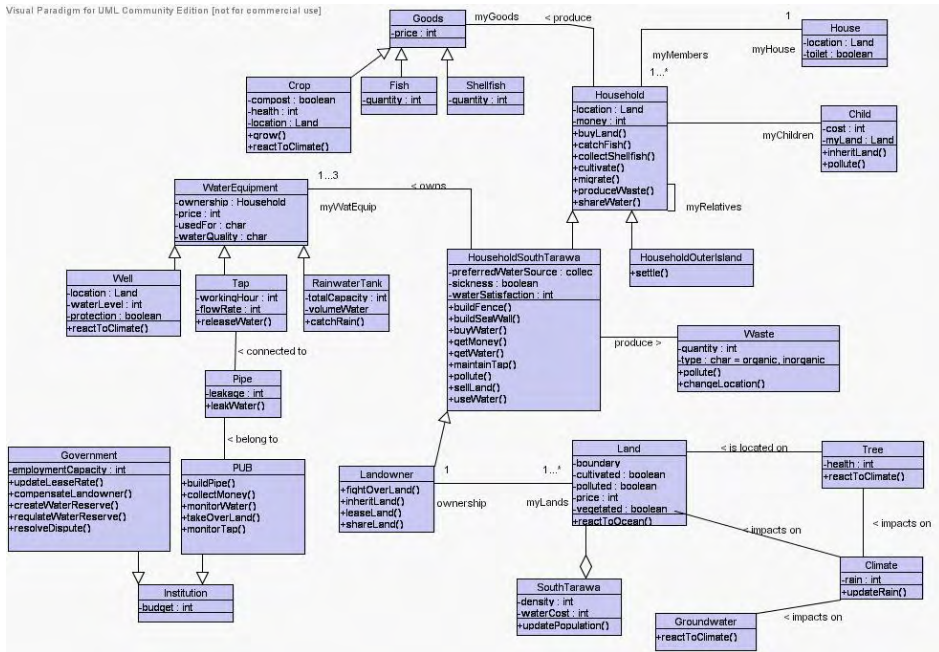 Visual Paradigm for UML Community Edition [not for commercial use]
Goods
-price : int
myGoods
< produce
1
House
-location : Land
-toilet : boolean
myHouse
myMembers
1...*
Crop
-compost : boolean
-health : int
-location : Land
+grow()
+reactToClimate()
Fish
-quantity : int
Shellfish
-quantity : int
Household
-location : Land
-money : int
+buyLand()
+catchFish()
+collectShellfish()
+cultivate()
+migrate()
+produceWaste()
+shareWater()
myChildren
Child
-cost : int
-myLand : Land
+inheritLand()
+pollute()
myRelatives
WaterEquipment
-ownership : Household
-price : int
-usedFor : char
-waterQuality : char
1...3
< owns
myWatEquip
Well
-location : Land
-waterLevel : int
-protection : boolean
+reactToClimate()
Tap
-workingHour : int
-flowRate : int
+releaseWater()
RainwaterTank
-totalCapacity : int
-volumeWater
+catchRain()
HouseholdSouthTarawa
-preferredWaterSource : collec
-sickness : boolean
-waterSatisfaction : int
+buildFence()
+buildSeaWall()
+buyWater()
+getMoney()
+getWater()
+maintainTap()
+pollute()
+sellLand()
+useWater()
HouseholdOuterIsland
+settle()
produce >
Waste
-quantity : int
-type : char = organic, inorganic
+pollute()
+changeLocation()
< connected to
Pipe
-leakage : int
+leakWater()
< belong to
Government
-employmentCapacity : int
+updateLeaseRate()
+compensateLandowner()
+createWaterReserve()
+regulateWaterReserve()
+resolveDispute()
PUB
+buildPipe()
+collectMoney()
+monitorWater()
+takeOverLand()
+monitorTap()
Institution
-budget : int
Landowner
+fightOverLand()
+inheritLand()
+leaseLand()
+shareLand()
1
ownership
1...*
myLands
Land
-boundary
-cultivated : boolean
-polluted : boolean
-price : int
-vegetated : boolean
+reactToOcean()
< is located on
Tree
-health : int
+reactToClimate()
< impacts on
< impacts on
Climate
-rain : int
+updateRain()
SouthTarawa
-density : int
-waterCost : int
+updatePopulation()
Groundwater
+reactToClimate()
< impacts on